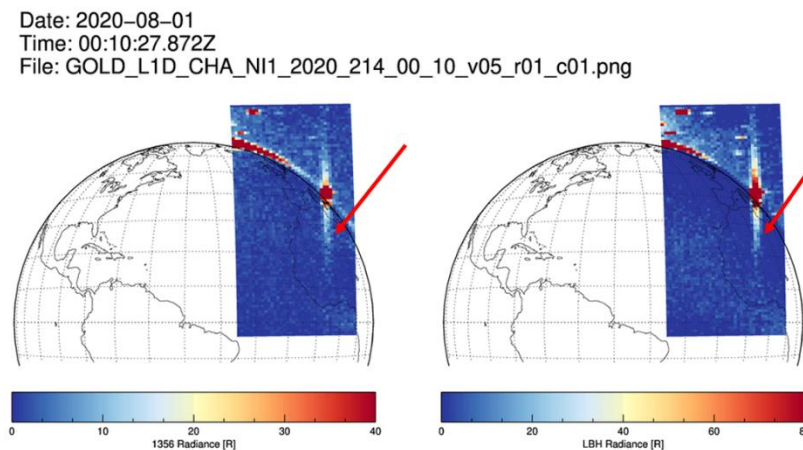 Date: 2020-08-01
Time: 00:10:27.872Z
File: GOLD_L1D_CHA_NI1_2020_214_00_10_v05_r01_c01.png
0 10 20 30 40
1356 Radiance [R]
0 20 40 60 8
LBH Radiance [R]